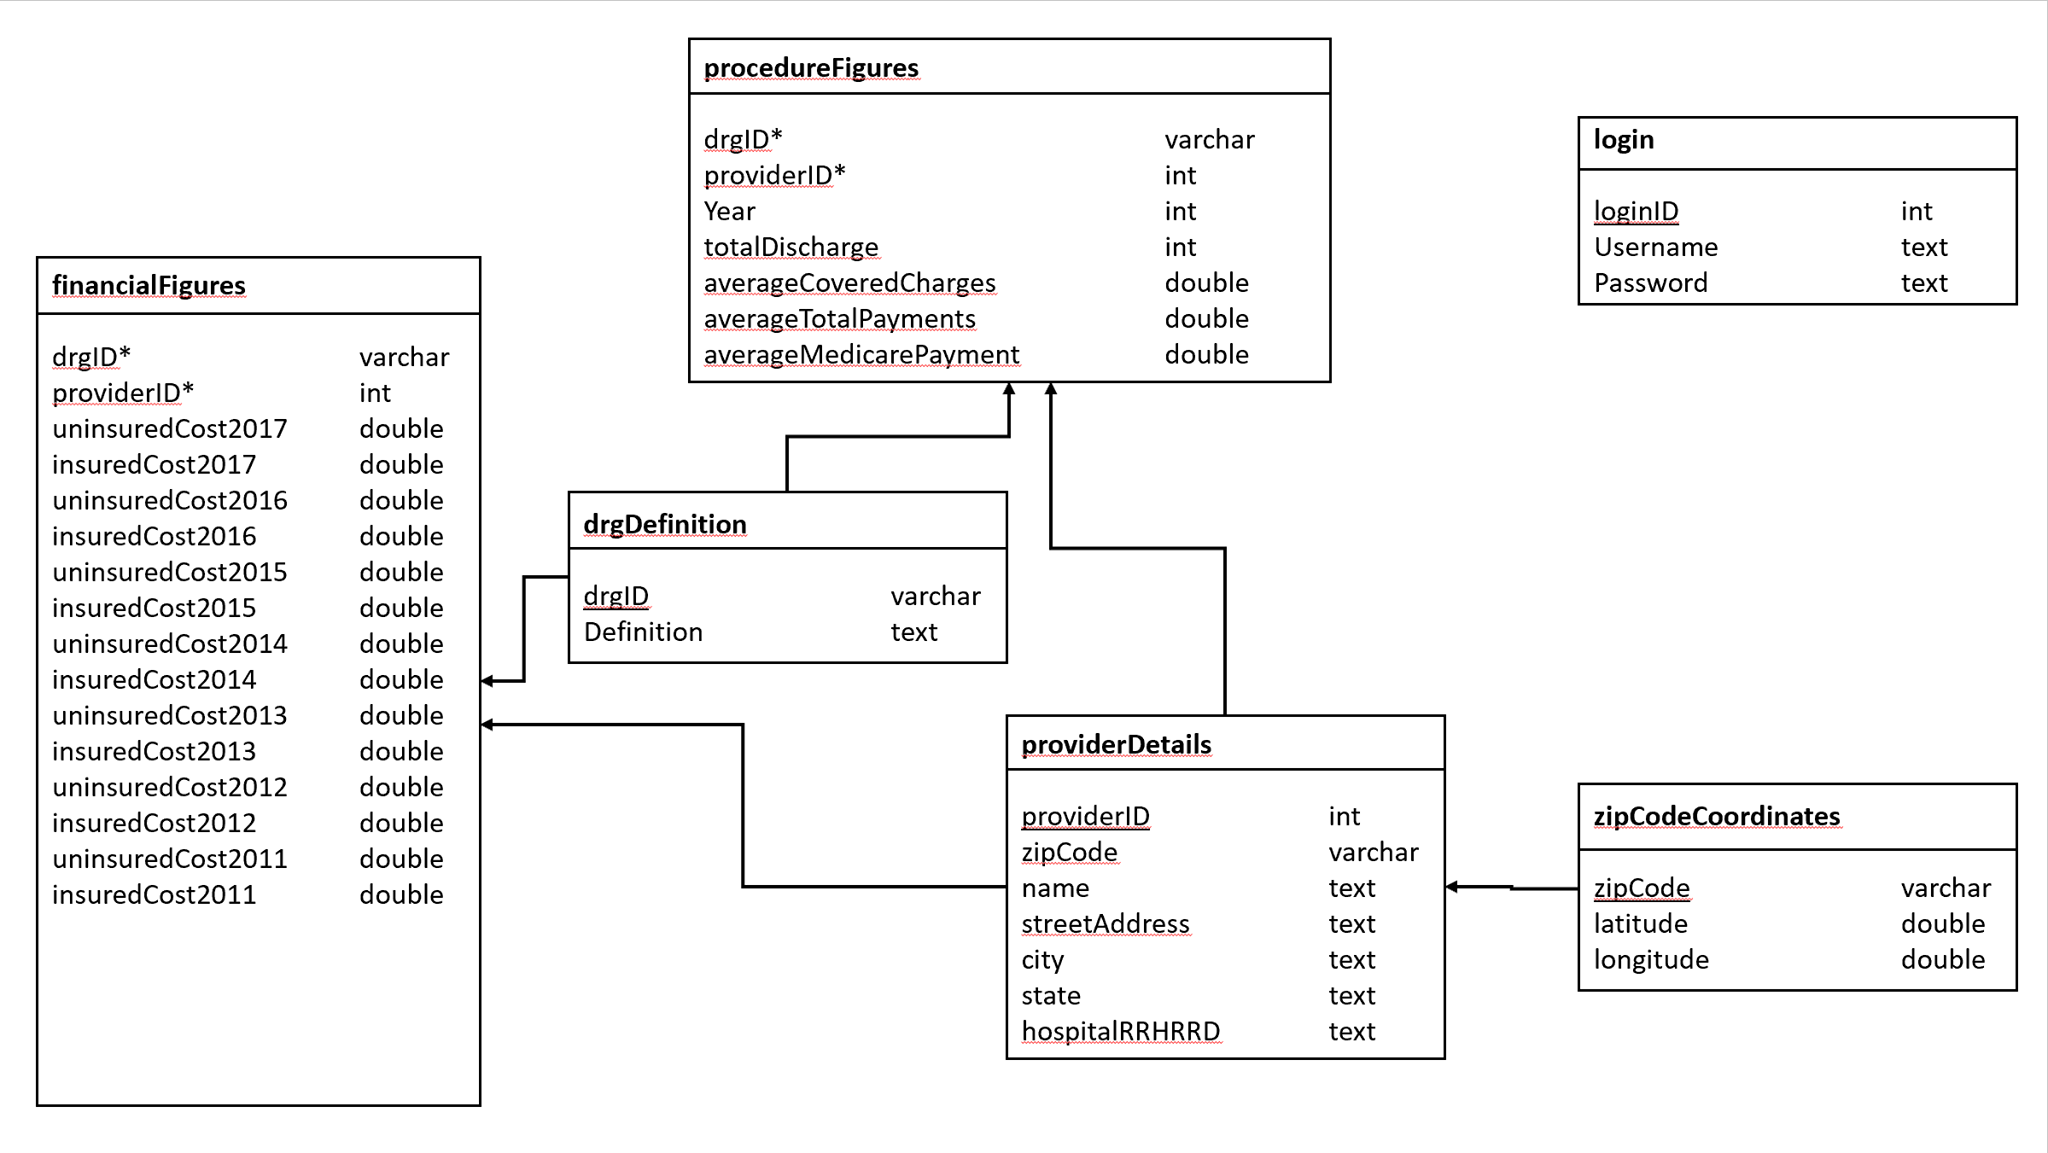 procedureFigures
drgID* varchar
providerID* int
Year int
totalDischarge int
averageCoveredCharges double
averageTotalPayments double
averageMedicarePayment double
login
loginID int
Username text
Password text
financialFigures
drgID* varchar
providerID* int
uninsuredCost2017 double
insuredCost2017 double
uninsuredCost2016 double
insuredCost2016 double
uninsuredCost2015 double
insuredCost2015 double
uninsuredCost2014 double
insuredCost2014 double
uninsuredCost2013 double
insuredCost2013 double
uninsuredCost2012 double
insuredCost2012 double
uninsuredCost2011 double
insuredCost2011 double
drgDefinition
drgID varchar
Definition text
providerDetails
providerID int
zipCode varchar
name text
streetAddress text
city text
state text
hospitalRRHRRD text
zipCodeCoordinates
zipCode varchar
latitude double
longitude double